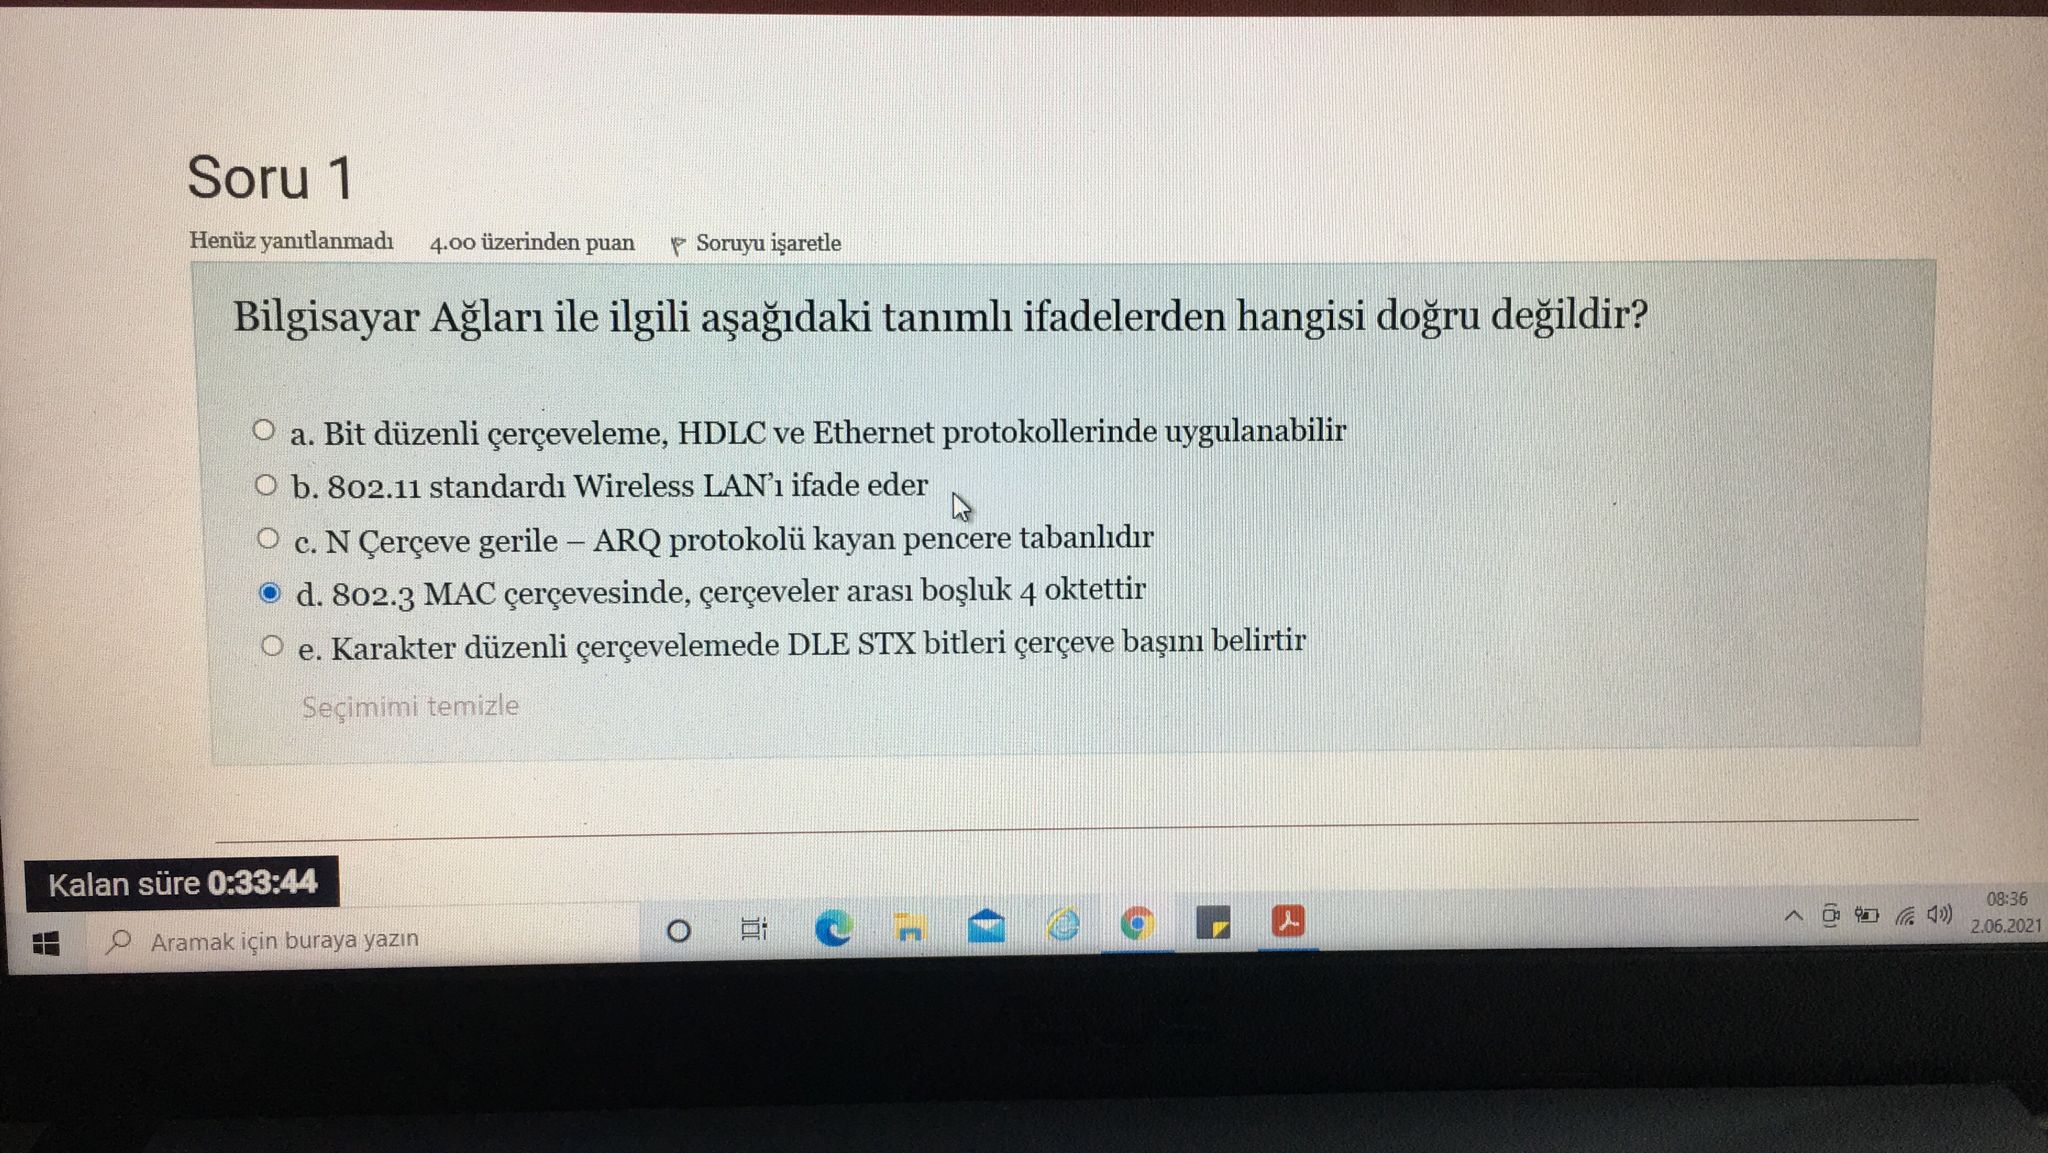 Soru 1
Henüz yanıtlanmadı 4.00 üzerinden puan Soruyu işaretle
Bilgisayar Ağları ile ilgili aşağıdaki tanımlı ifadelerden hangisi doğru değildir?
a. Bit düzenli çerçeveleme, HDLC ve Ethernet protokollerinde uygulanabilir
b. 802.11 standardı Wireless LAN’ı ifade eder
c. N Çerçeve gerile – ARQ protokolü kayan pencere tabanlıdır
d. 802.3 MAC çerçevesinde, çerçeveler arası boşluk 4 oktettir
e. Karakter düzenli çerçevelemede DLE STX bitleri çerçeve başını belirtir
Seçimimi temizle
Kalan süre 0:33:44
Aramak için buraya yazın
08:36
2.06.2021